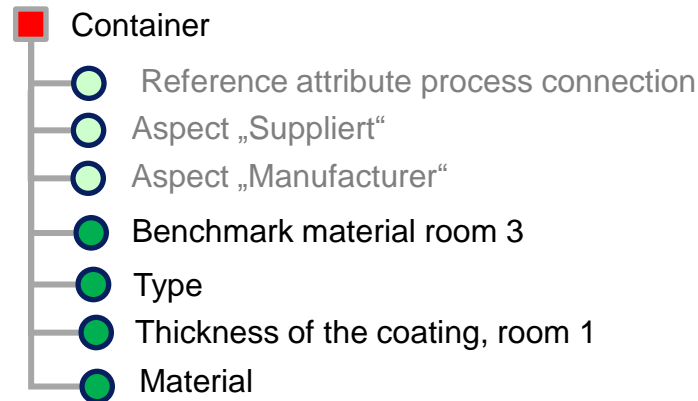 Container
Reference attribute process connection
Aspect „Suppliert“
Aspect „Manufacturer“
Benchmark material room 3
Type
Thickness of the coating, room 1
Material